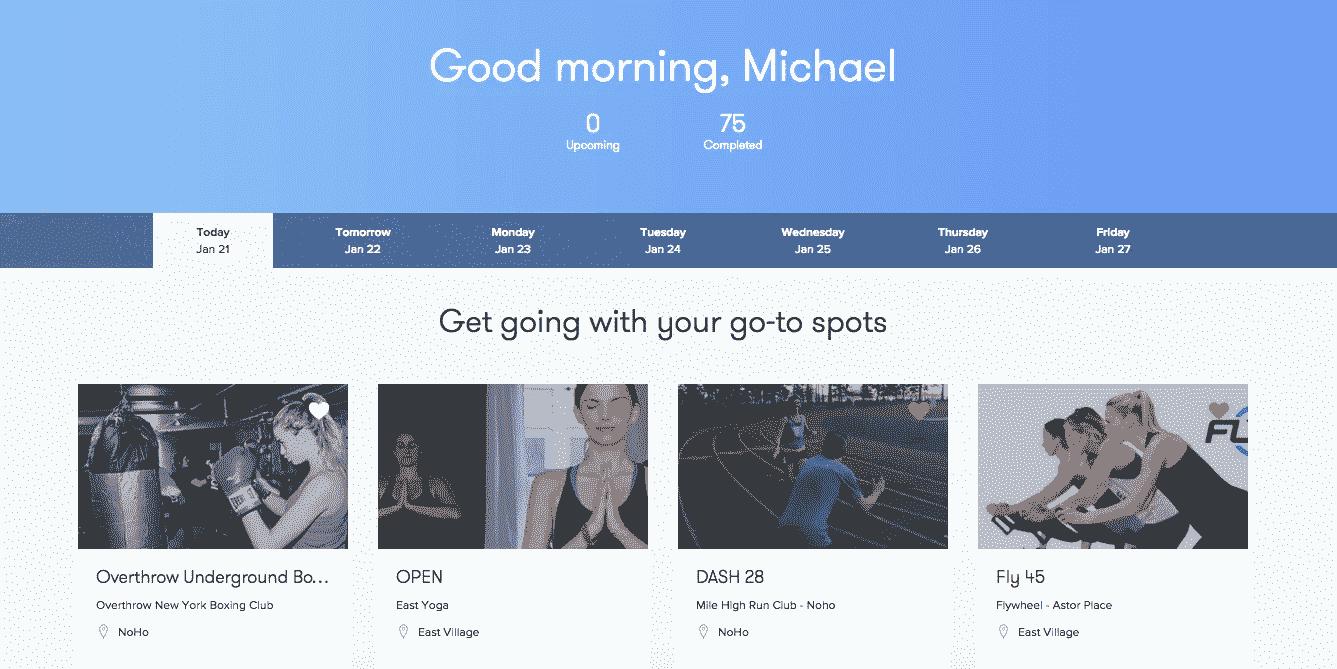 Good morning, Michael
0 75
Upcoming Completed
Today Tomorrow Monday Tuesday Wednesday Thursday Friday
Jan 21 Jan 22 Jan 23 Jan 24 Jan 25 Jan 26 Jan 27
Get going with your go-to spots
FL
Overthrow Underground Bo... OPEN DASH 28 Fly 45
Overthrow New York Boxing Club East Yoga Mile High Run Club - Noho Flywheel - Astor Place
NoHo East Village NoHo East Village